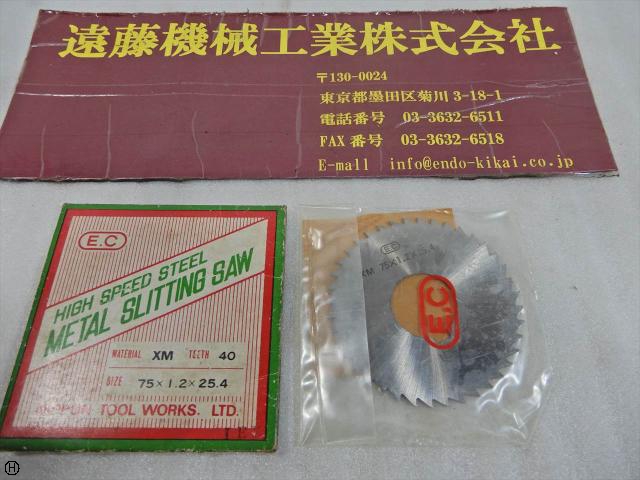 遠藤機械工業株式会社
〒130-0024
東京都墨田区菊川 3-18-1
電話番号 03-3632-6511
FAX 番号 03-3632-6518
E-mall info@endo-kikai.co.jp
E.C
HIGH SPEED STEEL
METAL SLITTING SAW
MATERIAL XM TEETH 40
SIZE 75×1.2×25.4
TOOL WORKS. LTD.
E.C
XM 75×1.2×25.4
E.C
H